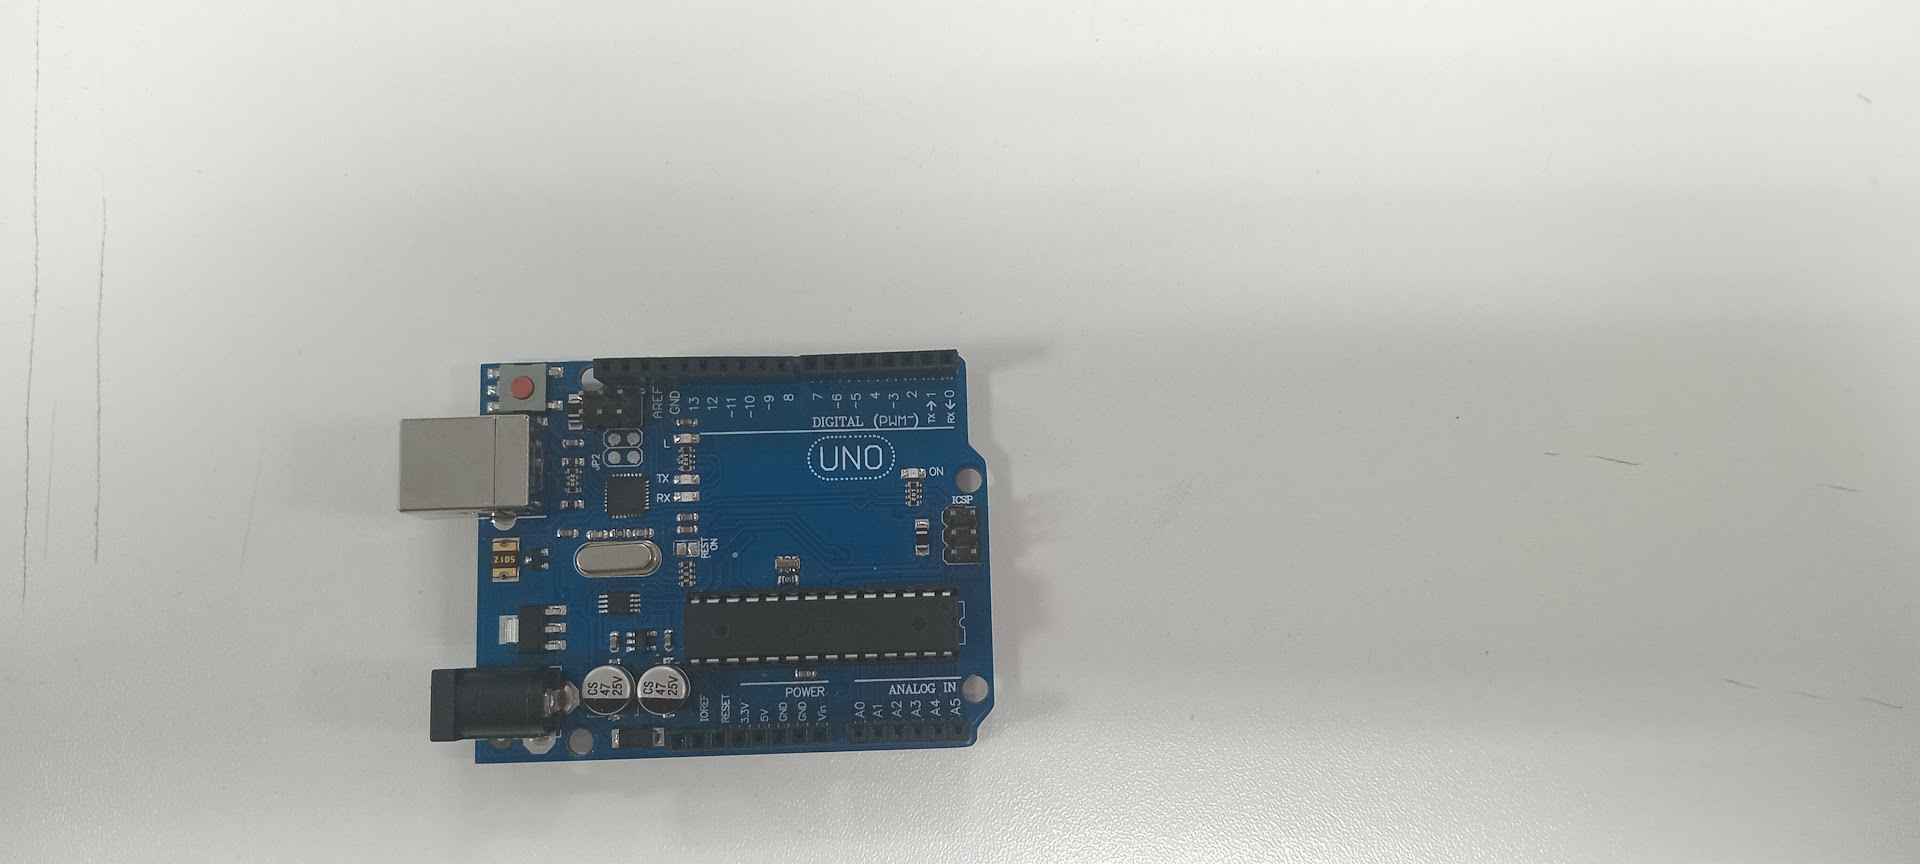 AREF
GND
13
12
~11
~10
~9
8
7
~6
~5
4
~3
2
TX→1
RX←0
DIGITAL (PWM~)
UNO
L
TX
RX
JP2
ON
ICSP
REST
ON
501Z
CS
47
25V
CS
47
25V
POWER
ANALOG IN
IOREF
RESET
3.3V
5V
GND
GND
Vin
A0
A1
A2
A3
A4
A5